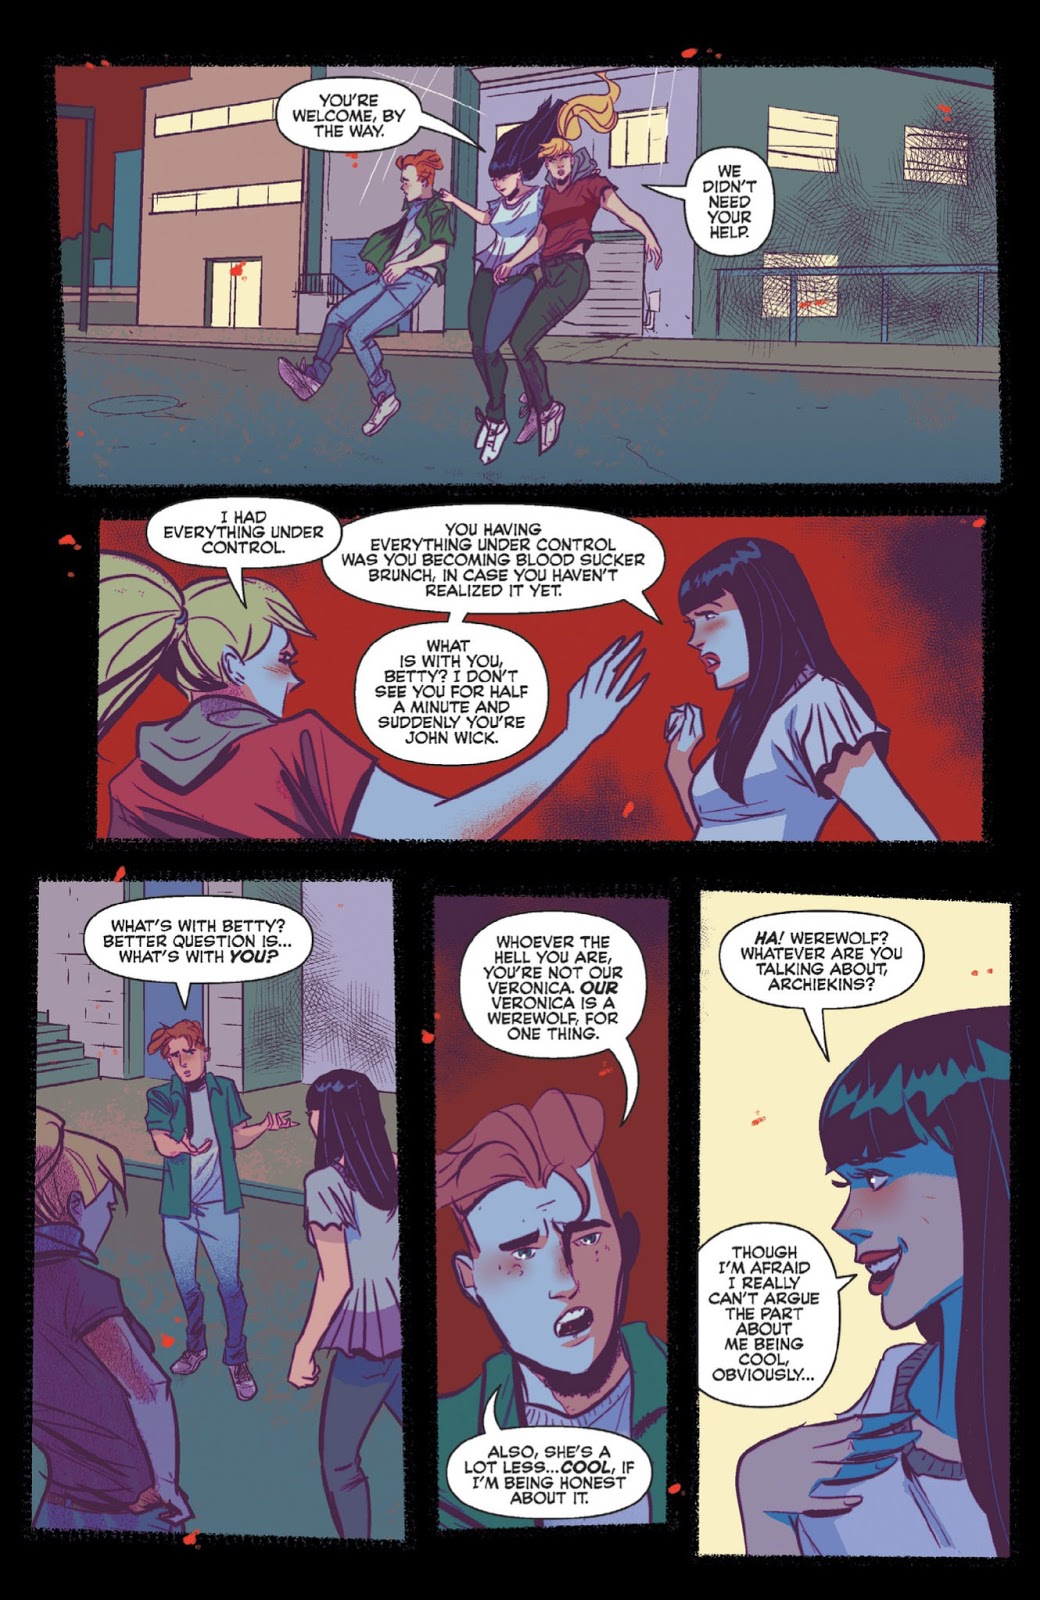 YOU'RE
WELCOME, BY
THE WAY.
WE
DIDN'T
NEED
YOUR
HELP.
I HAD
EVERYTHING UNDER
CONTROL.
YOU HAVING
EVERYTHING UNDER CONTROL
WAS YOU BECOMING BLOOD SUCKER
BRUNCH, IN CASE YOU HAVEN'T
REALIZED IT YET.
WHAT
IS WITH YOU,
BETTY? I DON'T
SEE YOU FOR HALF
A MINUTE AND
SUDDENLY YOU'RE
JOHN WICK.
WHAT'S WITH BETTY?
BETTER QUESTION IS...
WHAT'S WITH YOU?
WHOEVER THE
HELL YOU ARE,
YOU'RE NOT OUR
VERONICA. OUR
VERONICA IS A
WEREWOLF, FOR
ONE THING.
ALSO, SHE'S A
LOT LESS...COOL, IF
I'M BEING HONEST
ABOUT IT.
HA! WEREWOLF?
WHATEVER ARE YOU
TALKING ABOUT,
ARCHIEKINS?
THOUGH
I'M AFRAID
I REALLY
CAN'T ARGUE
THE PART
ABOUT
ME BEING
COOL,
OBVIOUSLY...